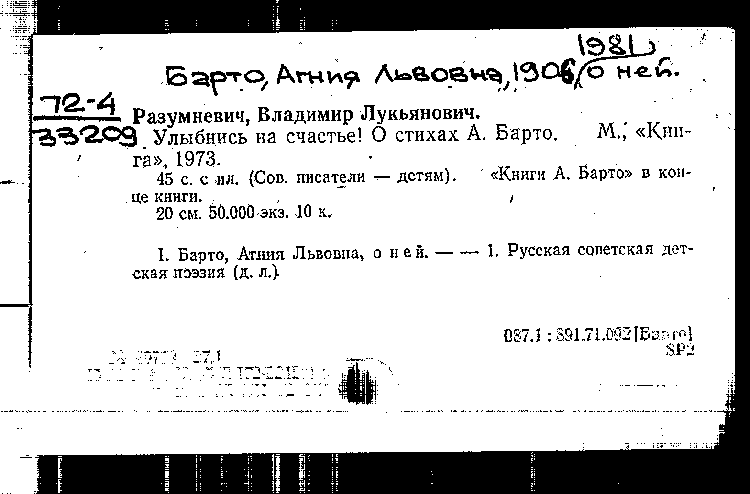 1981
Барто, Агния Львовна, 1906, о ней.
72-4
33209
Разумневич, Владимир Лукьянович.
Улыбнись на счастье! О стихах А. Барто. М., «Кни-
га», 1973.
45 с. с ил. (Сов. писатели — детям). «Книги А. Барто» в кон-
це книги.
20 см. 50.000 экз. 10 к.
I. Барто, Агния Львовна, о ней. — — 1. Русская советская дет-
ская поэзия (д. л.).
087.1 : 891.71.092 [Барто]
SP2